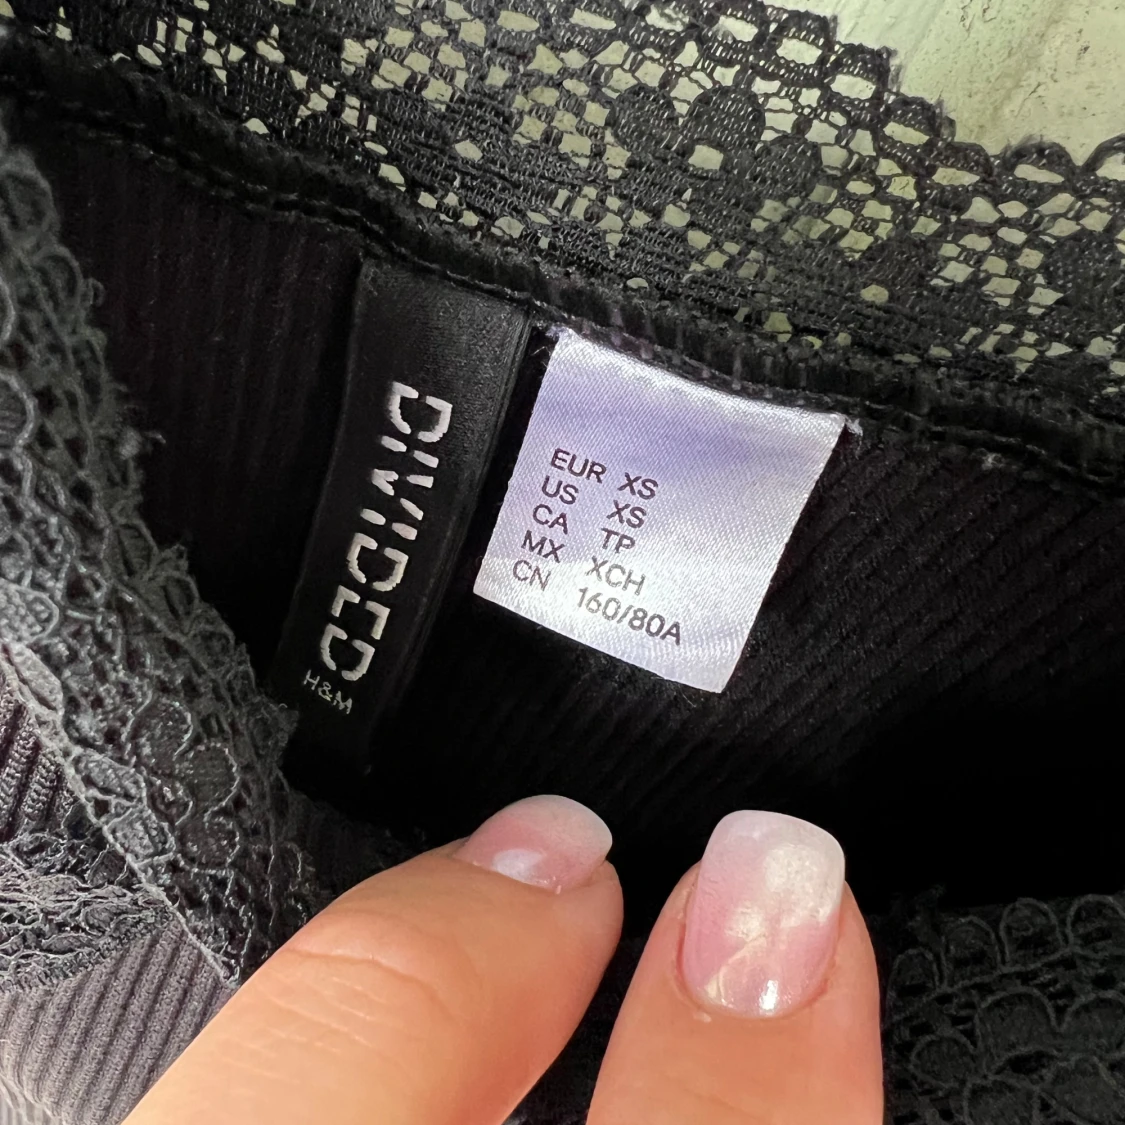 DIVIDED
H&M
EUR XS
US XS
CA TP
MX XCH
CN 160/80A